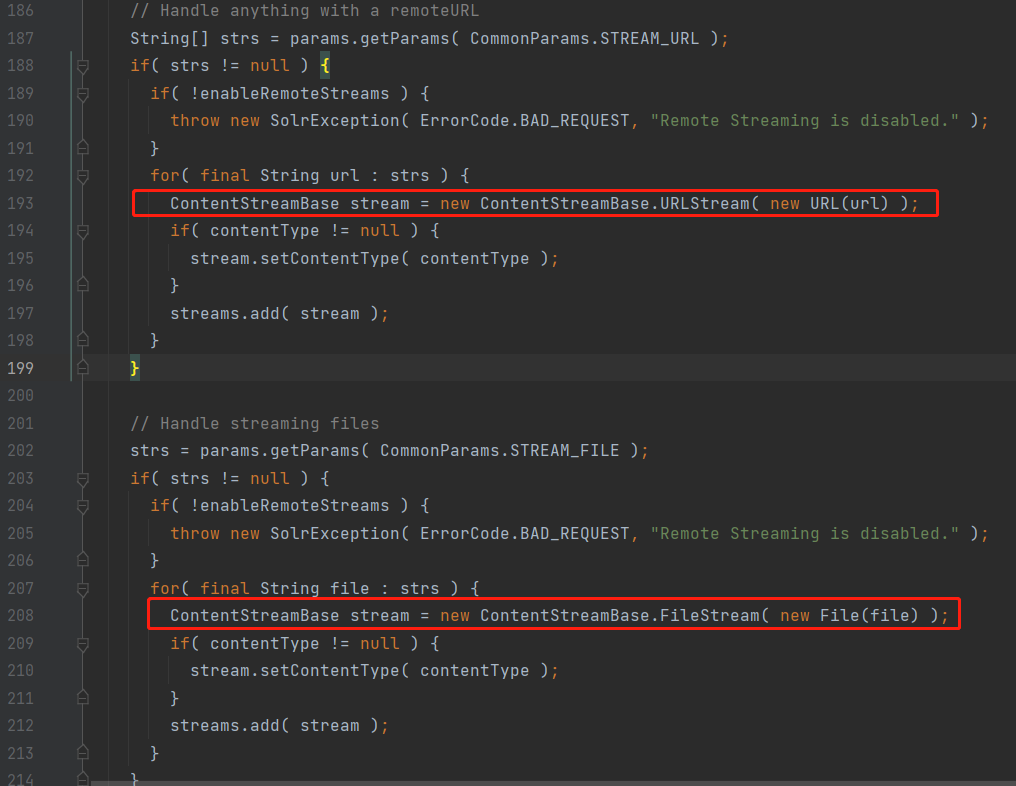 186 // Handle anything with a remoteURL
187 String[] strs = params.getParams( CommonParams.STREAM_URL );
188 if( strs != null ) {
189 if( !enableRemoteStreams ) {
190 throw new SolrException( ErrorCode.BAD_REQUEST, "Remote Streaming is disabled." );
191 }
192 for( final String url : strs ) {
193 ContentStreamBase stream = new ContentStreamBase.URLStream( new URL(url) );
194 if( contentType != null ) {
195 stream.setContentType( contentType );
196 }
197 streams.add( stream );
198 }
199 }
200
201 // Handle streaming files
202 strs = params.getParams( CommonParams.STREAM_FILE );
203 if( strs != null ) {
204 if( !enableRemoteStreams ) {
205 throw new SolrException( ErrorCode.BAD_REQUEST, "Remote Streaming is disabled." );
206 }
207 for( final String file : strs ) {
208 ContentStreamBase stream = new ContentStreamBase.FileStream( new File(file) );
209 if( contentType != null ) {
210 stream.setContentType( contentType );
211 }
212 streams.add( stream );
213 }
214 }